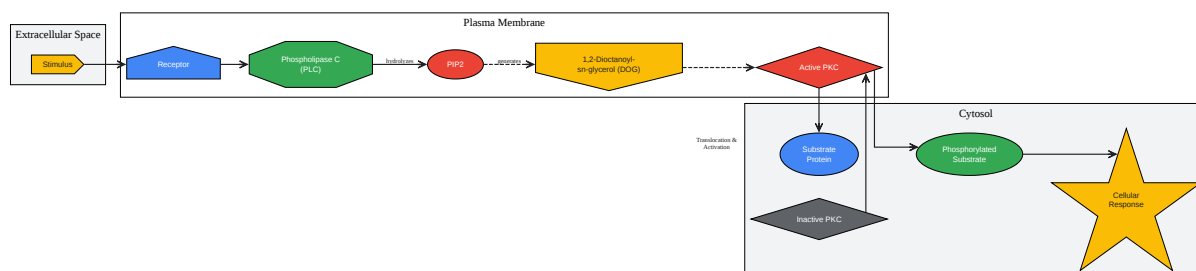 Plasma Membrane
Extracellular Space
Stimulus
Receptor
Phospholipase C
(PLC)
hydrolyzes
PIP2
generates
1,2-Dioctanoyl-
sn-glycerol (DOG)
Active PKC
Cytosol
Translocation &
Activation
Substrate
Protein
Phosphorylated
Substrate
Cellular
Response
Inactive PKC